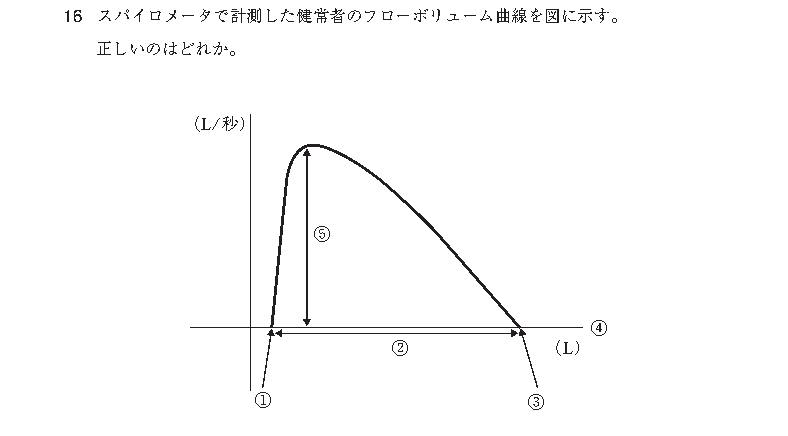 16 スパイロメータで計測した健常者のフローボリューム曲線を図に示す。
正しいのはどれか。
(L/秒)
⑤
④
②
(L)
①
③